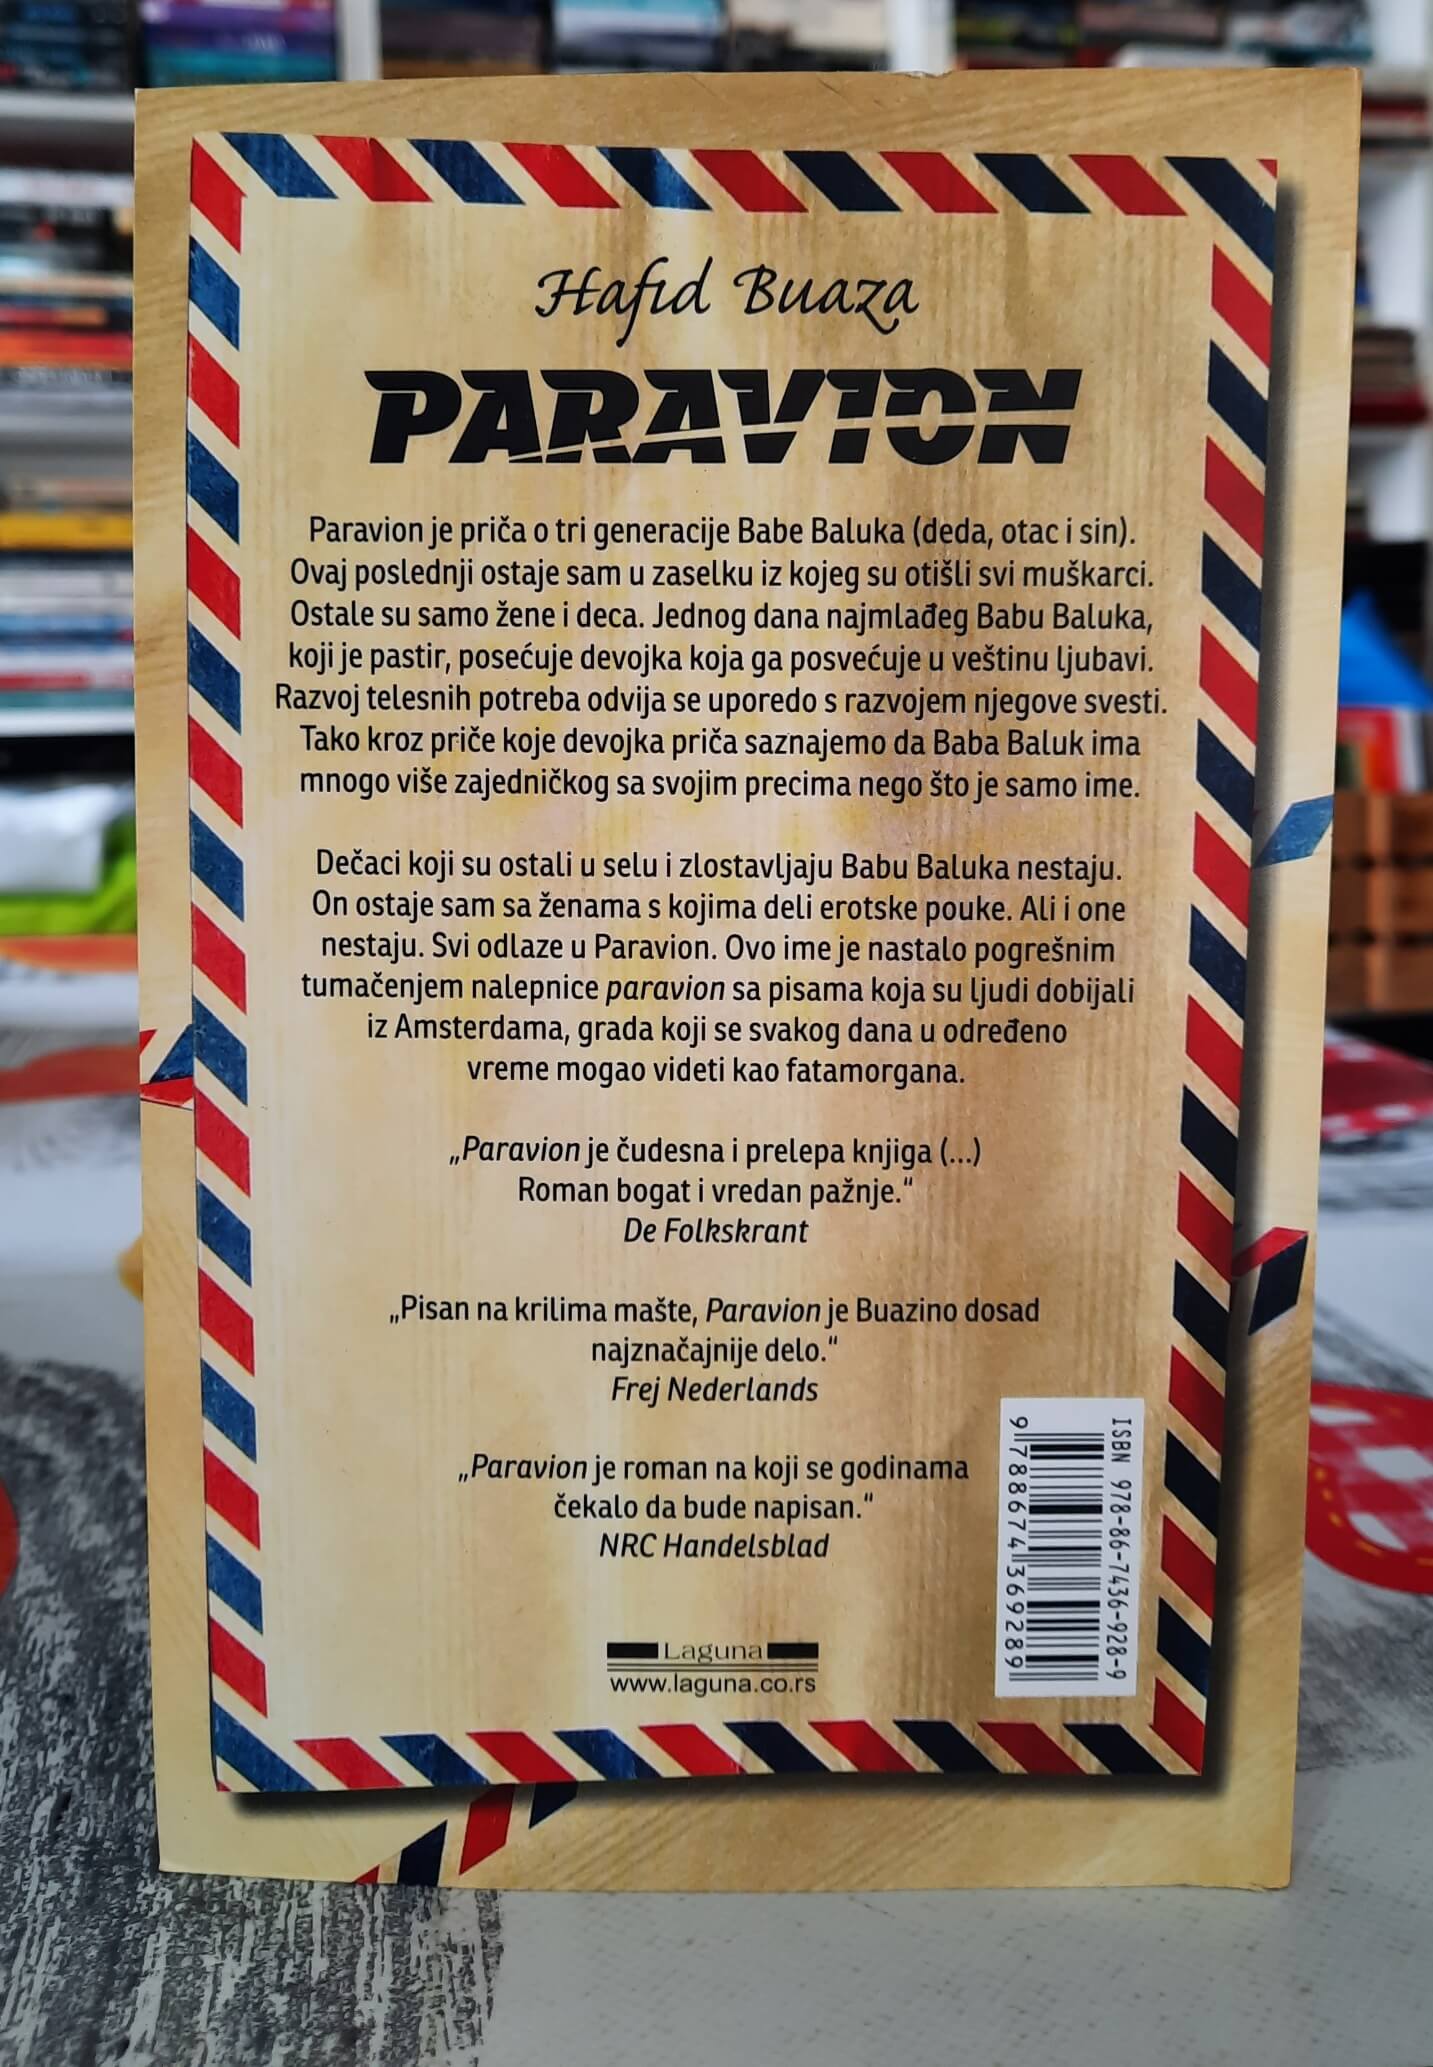 Hafid Buaza
PARAVION
Paravion je priča o tri generacije Babe Baluka (deda, otac i sin).
Ovaj poslednji ostaje sam u zaselku iz kojeg su otišli svi muškarci.
Ostale su samo žene i deca. Jednog dana najmlađeg Babu Baluka,
koji je pastir, posećuje devojka koja ga posvećuje u veštinu ljubavi.
Razvoj telesnih potreba odvija se uporedo s razvojem njegove svesti.
Tako kroz priče koje devojka priča saznajemo da Baba Baluk ima
mnogo više zajedničkog sa svojim precima nego što je samo ime.
Dečaci koji su ostali u selu i zlostavljaju Babu Baluka nestaju.
On ostaje sam sa ženama s kojima deli erotske pouke. Ali i one
nestaju. Svi odlaze u Paravion. Ovo ime je nastalo pogrešnim
tumačenjem nalepnice paravion sa pisama koja su ljudi dobijali
iz Amsterdama, grada koji se svakog dana u određeno
vreme mogao videti kao fatamorgana.
„Paravion je čudesna i prelepa knjiga (...)
Roman bogat i vredan pažnje.“
De Folkskrant
„Pisan na krilima mašte, Paravion je Buazino dosad
najznačajnije delo.“
Frej Nederlands
„Paravion je roman na koji se godinama
čekalo da bude napisan.“
NRC Handelsblad
ISBN 978-86-7436-928-9
9 788674 369289
Laguna
www.laguna.co.rs